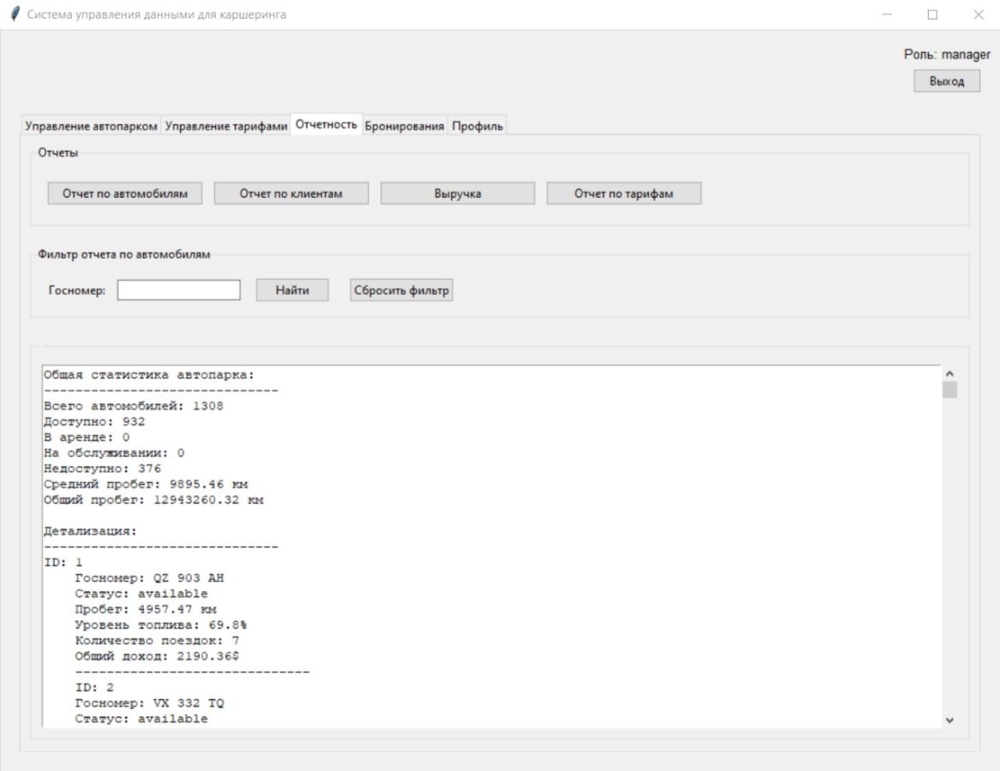 Система управления данными для каршеринга
Роль: manager
Выход
Управление автопарком Управление тарифами Отчетность Бронирования Профиль
Отчеты
Отчет по автомобилям Отчет по клиентам Выручка Отчет по тарифам
Фильтр отчета по автомобилям
Госномер: Найти Сбросить фильтр
Общая статистика автопарка:
------------------------------
Всего автомобилей: 1308
Доступно: 932
В аренде: 0
На обслуживании: 0
Недоступно: 376
Средний пробег: 9895.46 км
Общий пробег: 12943260.32 км
Детализация:
------------------------------
ID: 1
Госномер: QZ 903 AH
Статус: available
Пробег: 4957.47 км
Уровень топлива: 69.8%
Количество поездок: 7
Общий доход: 2190.36$
------------------------------
ID: 2
Госномер: VX 332 TQ
Статус: available